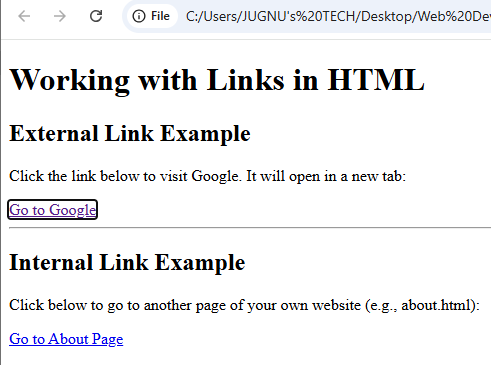 File C:/Users/JUGNU's%20TECH/Desktop/Web%20De
Working with Links in HTML
External Link Example
Click the link below to visit Google. It will open in a new tab:
Go to Google
Internal Link Example
Click below to go to another page of your own website (e.g., about.html):
Go to About Page